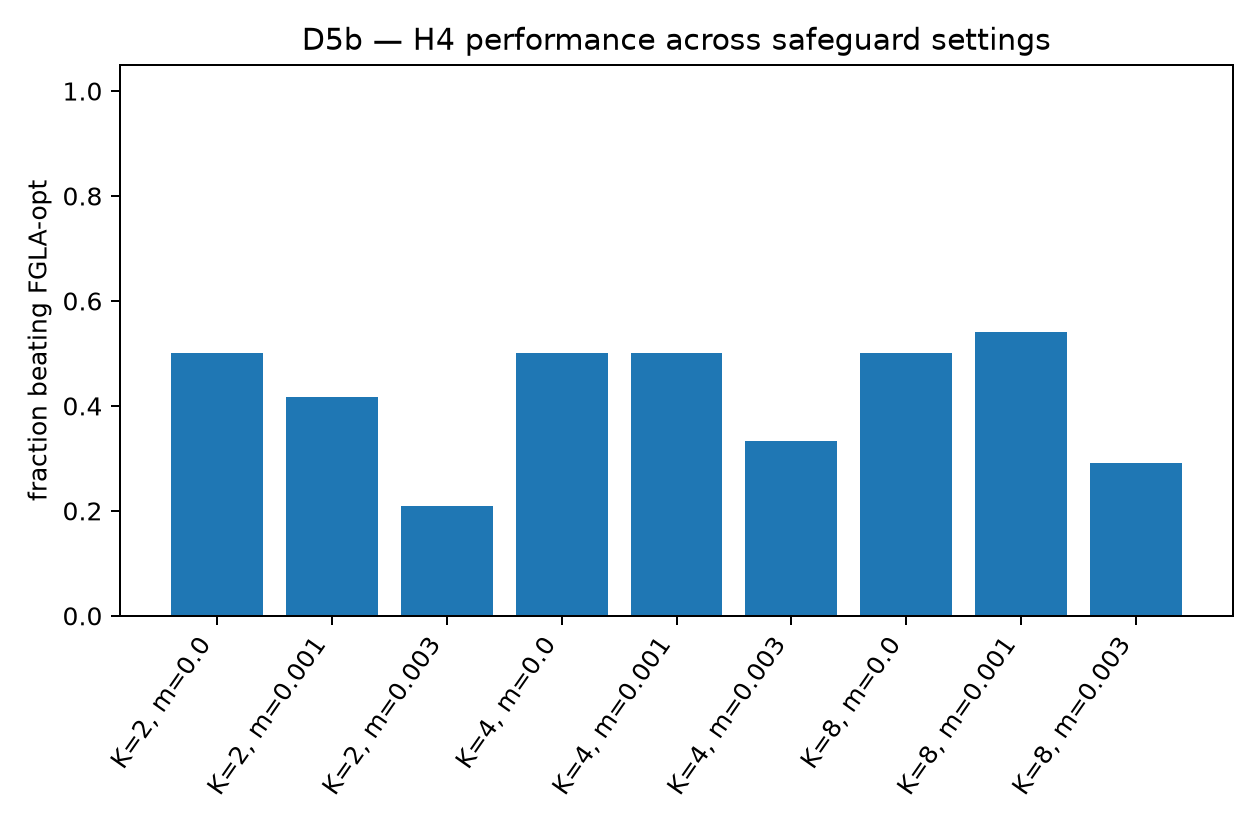 D5b — H4 performance across safeguard settings
fraction beating FGLA-opt
1.0
0.8
0.6
0.4
0.2
0.0
K=2, m=0.0
K=2, m=0.001
K=2, m=0.003
K=4, m=0.0
K=4, m=0.001
K=4, m=0.003
K=8, m=0.0
K=8, m=0.001
K=8, m=0.003